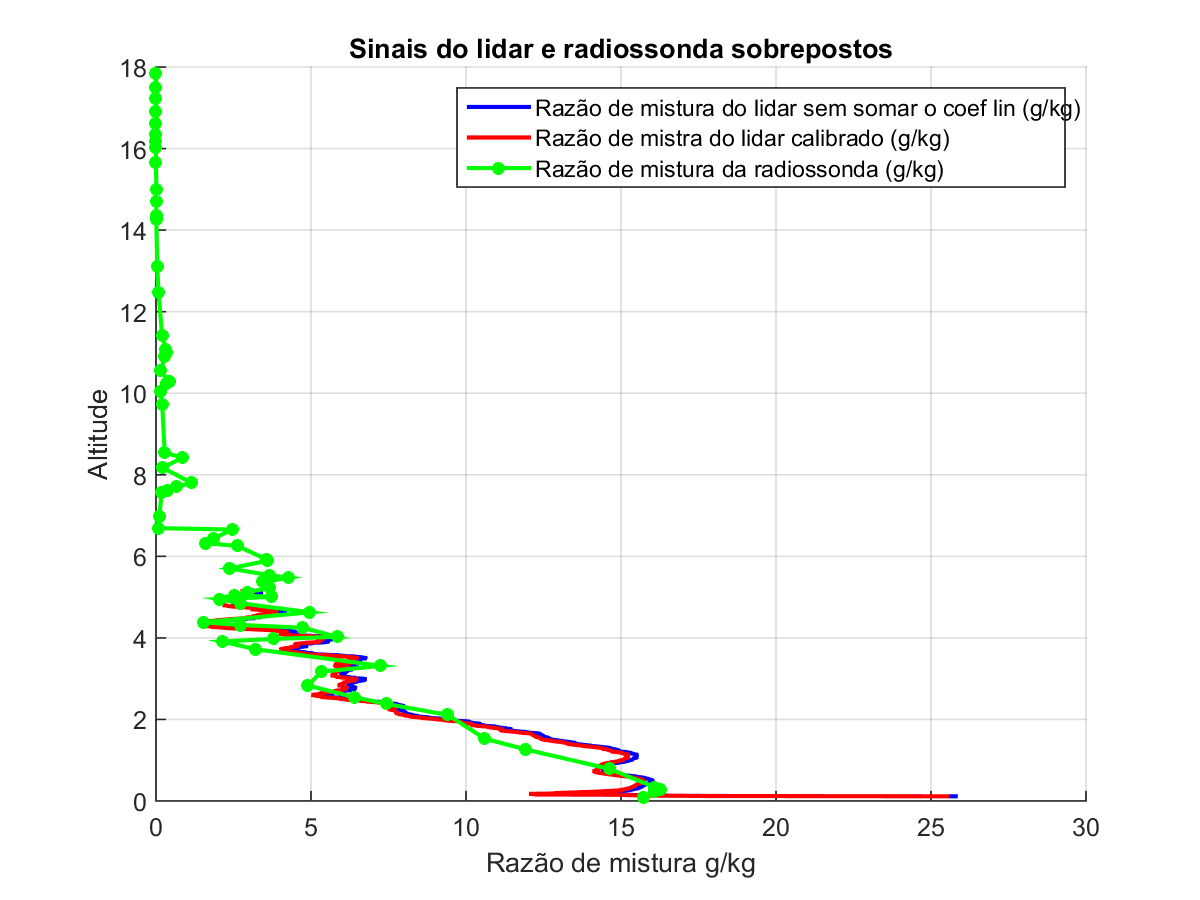 Sinais do lidar e radiossonda sobrepostos
Razão de mistura do lidar sem somar o coef lin (g/kg)
Razão de mistra do lidar calibrado (g/kg)
Razão de mistura da radiossonda (g/kg)
18
16
14
12
10
8
6
4
2
0
Altitude
0 5 10 15 20 25 30
Razão de mistura g/kg